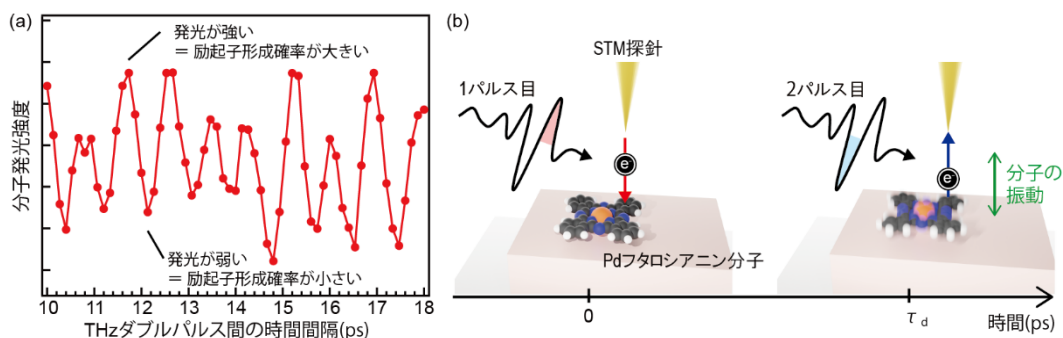 (a)
発光が強い
＝ 励起子形成確率が大きい
分子発光強度
発光が弱い
＝ 励起子形成確率が小さい
10 11 12 13 14 15 16 17 18
THzダブルパルス間の時間間隔(ps)
(b)
STM探針
1パルス目
e⁻
Pdフタロシアニン分子
2パルス目
e⁻
分子の
振動
0
τd
時間(ps)